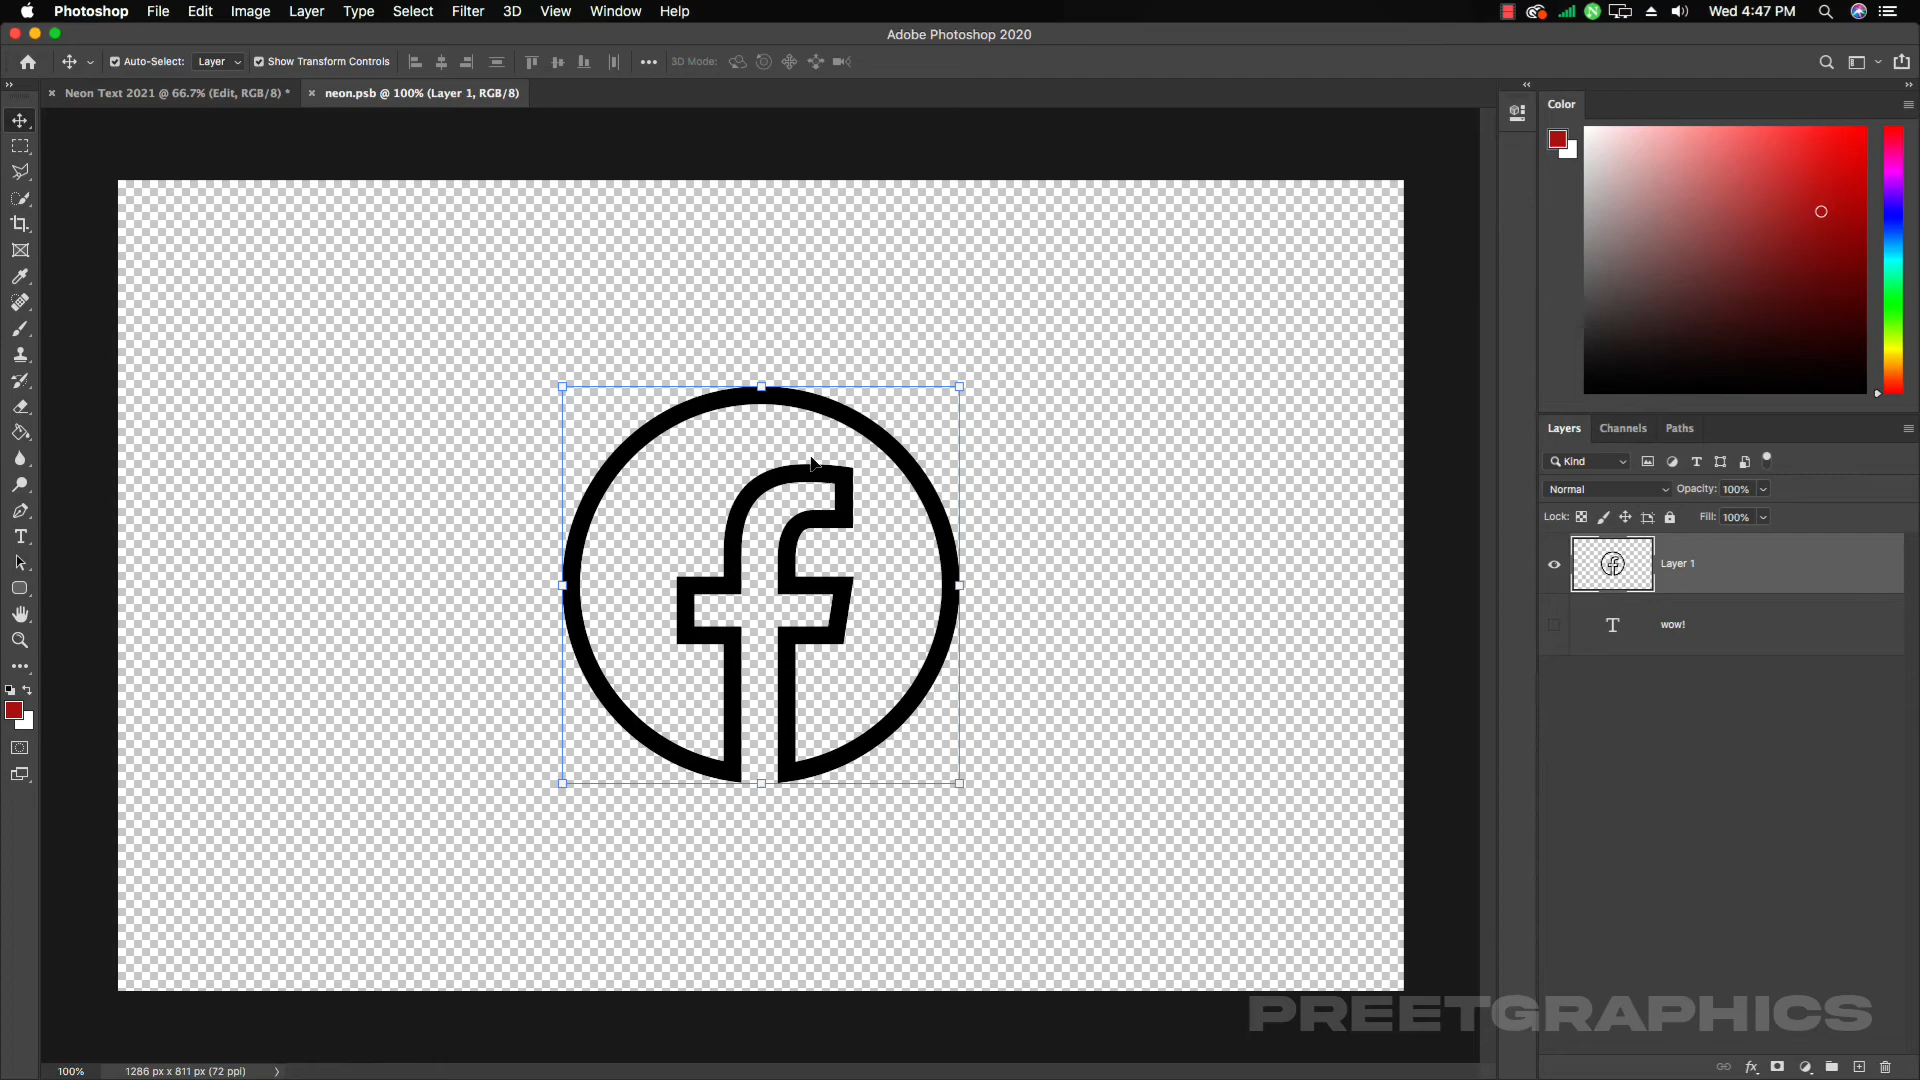 Photoshop File Edit Image Layer Type Select Filter 3D View Window Help
Wed 4:47 PM
Adobe Photoshop 2020
Auto-Select: Layer Show Transform Controls 3D Mode:
Neon Text 2021 @ 66.7% (Edit, RGB/8) *
neon.psb @ 100% (Layer 1, RGB/8)
Color
Layers Channels Paths
Kind
Normal Opacity: 100%
Lock: Fill: 100%
Layer 1
T wow!
PREETGRAPHICS
100% 1286 px x 811 px (72 ppi)